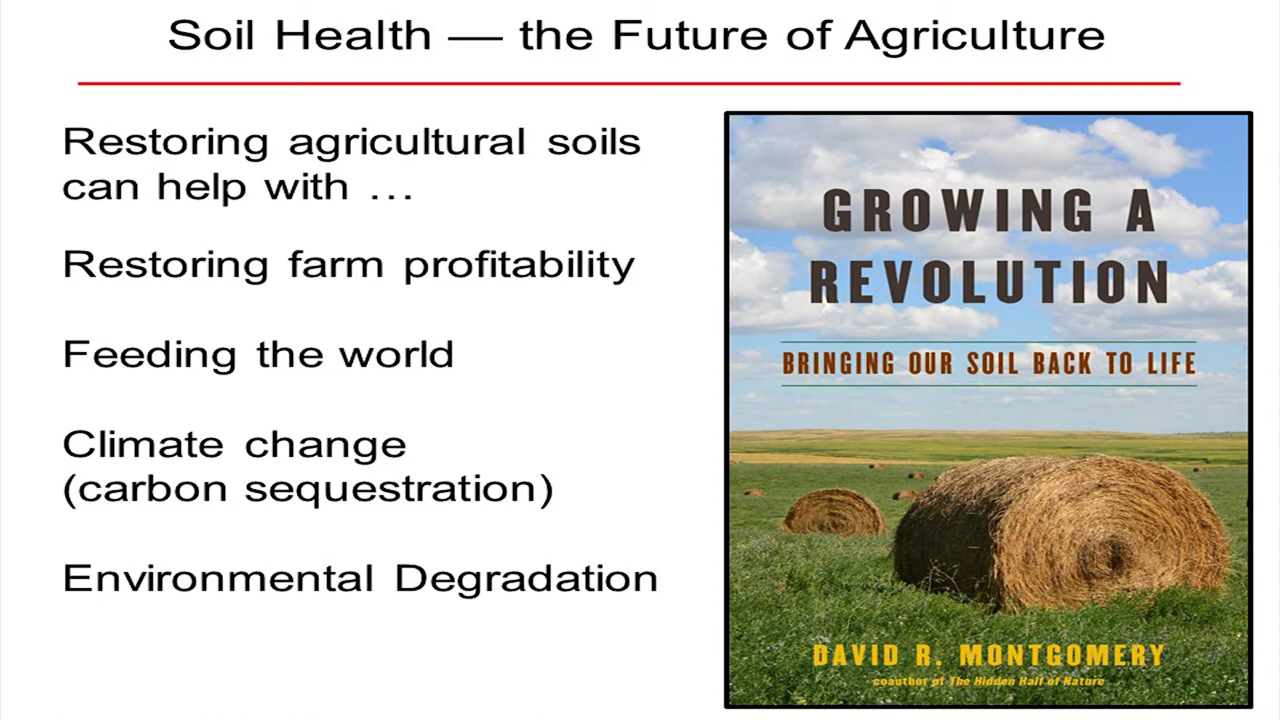 Soil Health — the Future of Agriculture
Restoring agricultural soils
can help with …
Restoring farm profitability
Feeding the world
Climate change
(carbon sequestration)
Environmental Degradation
GROWING A
REVOLUTION
BRINGING OUR SOIL BACK TO LIFE
DAVID R. MONTGOMERY
coauthor of The Hidden Half of Nature